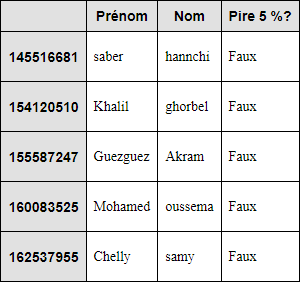 Prénom Nom Pire 5 %?
145516681 saber hannchi Faux
154120510 Khalil ghorbel Faux
155587247 Guezguez Akram Faux
160083525 Mohamed oussema Faux
162537955 Chelly samy Faux